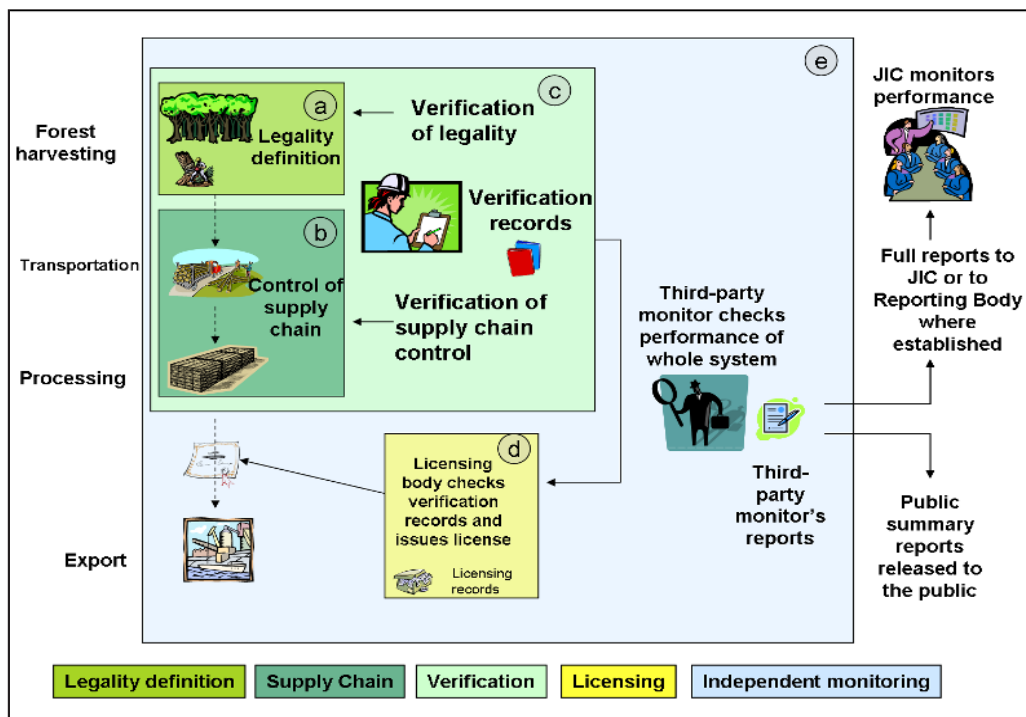 e
JIC monitors
performance
a
c
Verification
of legality
Forest
harvesting
Legality
definition
Verification
records
b
Transportation
Control of
supply
chain
Verification of
supply chain
control
Full reports to
JIC or to
Reporting Body
where
established
Third-party
monitor checks
performance of
whole system
Processing
d
Licensing
body checks
verification
records and
issues license
Licensing
records
Third-
party
monitor's
reports
Public
summary
reports
released to
the public
Export
Legality definition
Supply Chain
Verification
Licensing
Independent monitoring